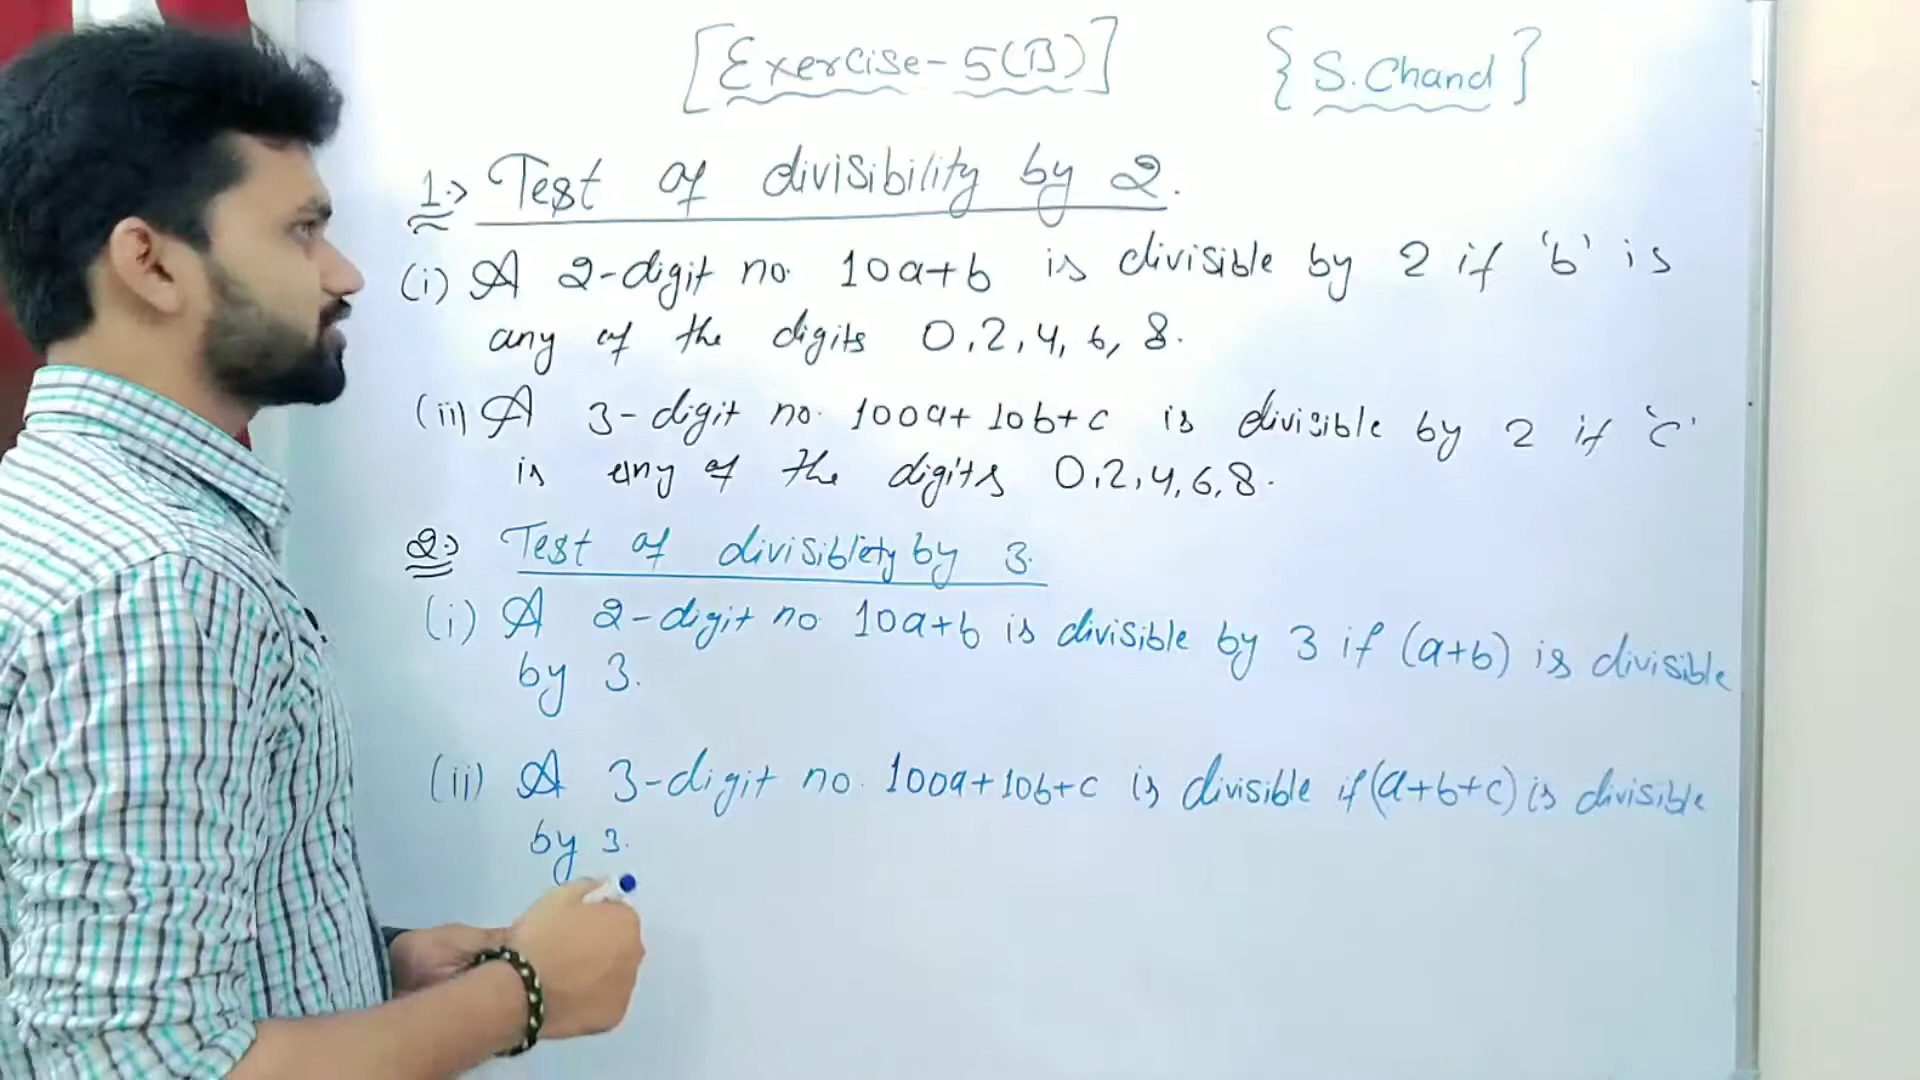 [Exercise-5(B)] {S.Chand}
1.> Test of divisibility by 2.
(i) A 2-digit no. 10a+b is divisible by 2 if 'b' is
any of the digits 0,2,4,6,8.
(ii) A 3-digit no. 100a+10b+c is divisible by 2 if 'c'
is any of the digits 0,2,4,6,8.
2.> Test of divisiblety by 3.
(i) A 2-digit no. 10a+b is divisible by 3 if (a+b) is divisible
by 3.
(ii) A 3-digit no. 100a+10b+c is divisible if (a+b+c) is divisible
by 3.